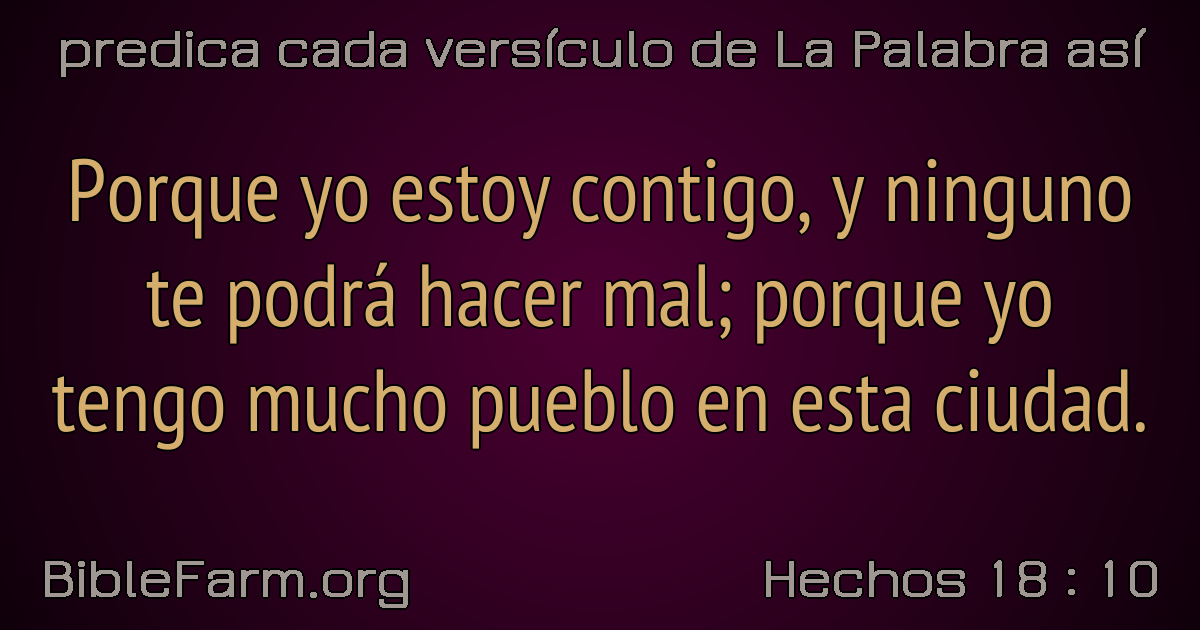 predica cada versículo de La Palabra así
Porque yo estoy contigo, y ninguno
te podrá hacer mal; porque yo
tengo mucho pueblo en esta ciudad.
BibleFarm.org
Hechos 18 : 10